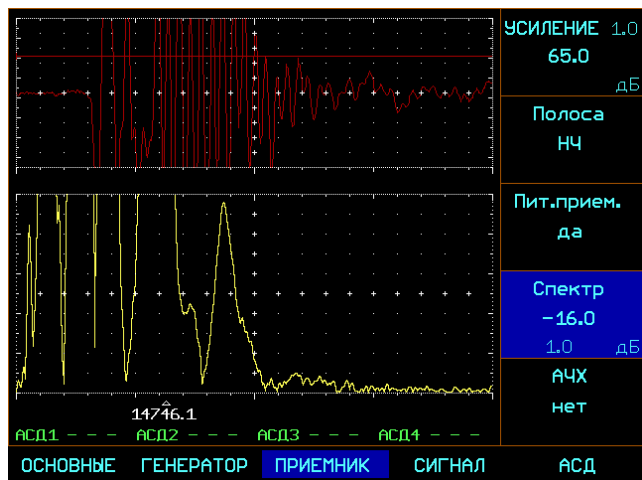 УСИЛЕНИЕ 1.0
65.0
дБ
Полоса
НЧ
Пит.прием.
да
Спектр
-16.0
1.0 дБ
АЧХ
нет
14746.1
АСД1 - - - АСД2 - - - АСД3 - - - АСД4 - - -
ОСНОВНЫЕ ГЕНЕРАТОР ПРИЕМНИК СИГНАЛ АСД